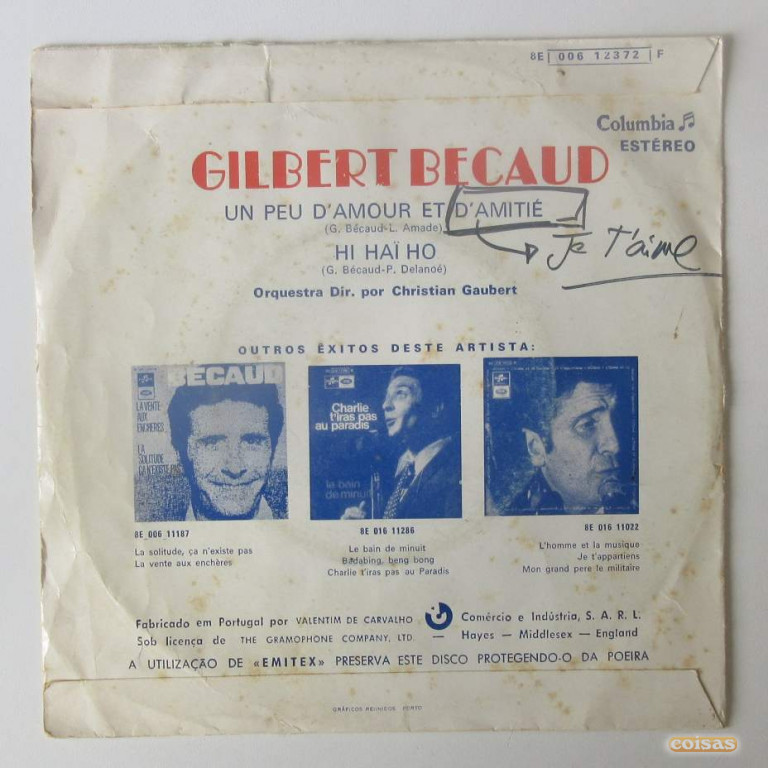 8E 006 12372 F
Columbia
ESTÉREO
GILBERT BECAUD
UN PEU D'AMOUR ET D'AMITIÉ
(G. Bécaud-L. Amade)
Je T'aime
HI HAÏ HO
(G. Bécaud-P. Delanoé)
Orquestra Dir. por Christian Gaubert
OUTROS ÊXITOS DESTE ARTISTA:
BÉCAUD
LA VENTE
AUX
ENCHÈRES
LA
SOLITUDE
ÇA N'EXISTE PAS
Charlie
t'iras pas
au paradis
la bain
de minuit
8E 006 11187
La solitude, ça n'existe pas
La vente aux enchères
8E 016 11286
Le bain de minuit
Badabing, beng bong
Charlie t'iras pas au Paradis
8E 016 11022
L'homme et la musique
Je t'appartiens
Mon grand pere le militaire
Fabricado em Portugal por VALENTIM DE CARVALHO Comércio e Indústria, S. A. R. L.
Sob licença de THE GRAMOPHONE COMPANY, LTD. — Hayes — Middlesex — England
A UTILIZAÇÃO DE «EMITEX» PRESERVA ESTE DISCO PROTEGENDO-O DA POEIRA
GRÁFICOS REUNIDOS PORTO
coisas